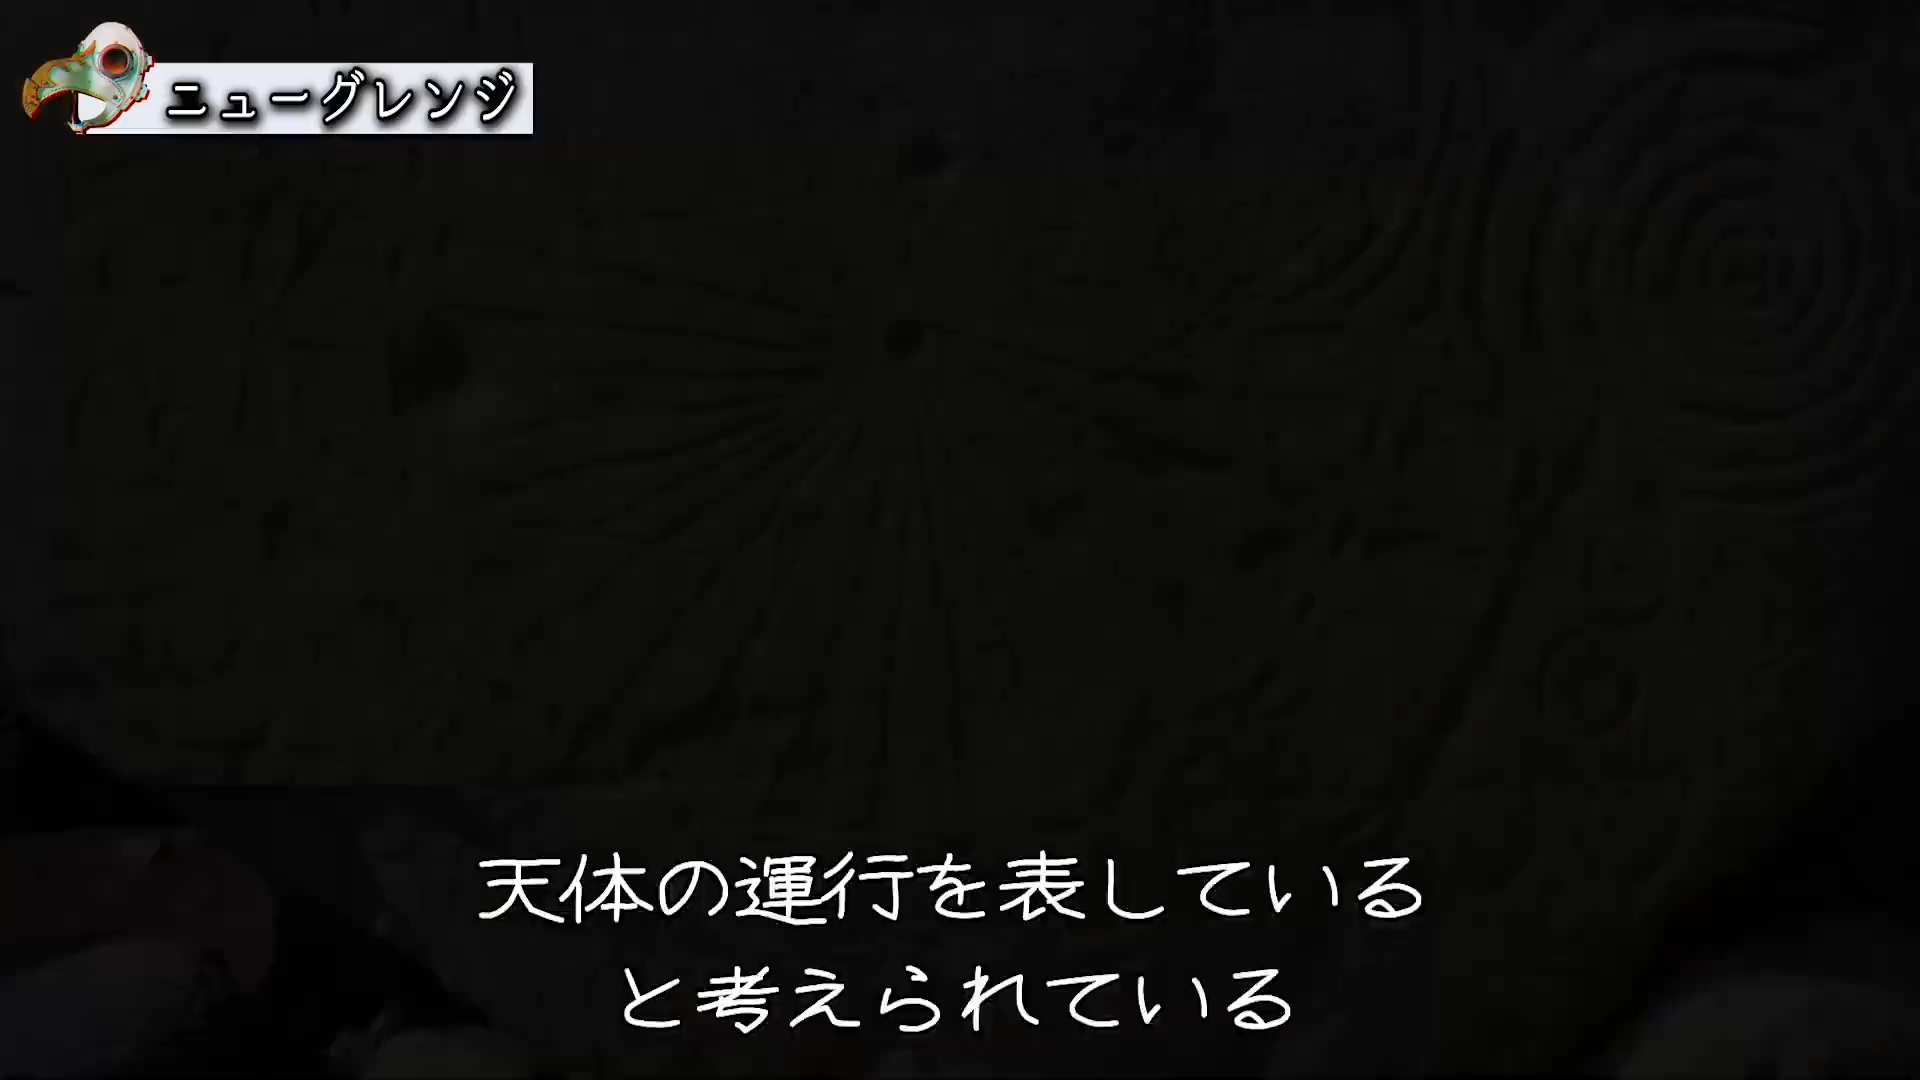 ニューグレンジ
天体の運行を表している
と考えられている